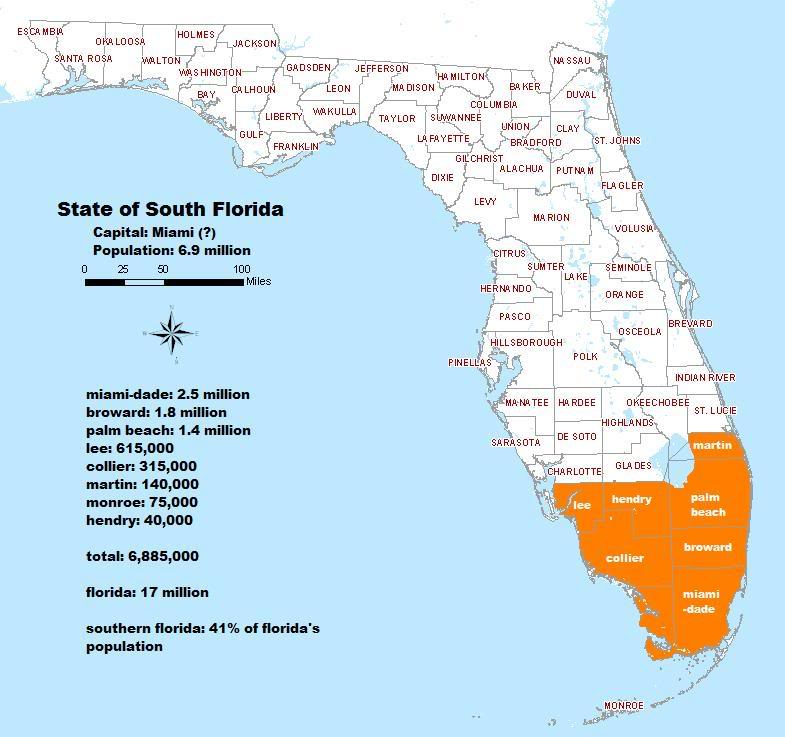 ESCAMBIA
OKALOOSA
HOLMES
JACKSON
SANTA ROSA
WALTON
WASHINGTON
BAY
CALHOUN
GADSDEN
JEFFERSON
LEON
MADISON
HAMILTON
LIBERTY
WAKULLA
GULF
FRANKLIN
TAYLOR
SUWANNEE
COLUMBIA
BAKER
NASSAU
DUVAL
LAFAYETTE
UNION
BRADFORD
CLAY
ST. JOHNS
GILCHRIST
ALACHUA
PUTNAM
DIXIE
FLAGLER
LEVY
MARION
VOLUSIA
State of South Florida
Capital: Miami (?)
Population: 6.9 million
0 25 50 100
Miles
N
W E
S
CITRUS
SUMTER
LAKE
SEMINOLE
HERNANDO
ORANGE
PASCO
BREVARD
OSCEOLA
HILLSBOROUGH
POLK
PINELLAS
INDIAN RIVER
MANATEE
HARDEE
OKEECHOBEE
ST. LUCIE
HIGHLANDS
SARASOTA
DE SOTO
martin
CHARLOTTE
GLADES
lee
hendry
palm
beach
collier
broward
miami
-dade
MONROE
miami-dade: 2.5 million
broward: 1.8 million
palm beach: 1.4 million
lee: 615,000
collier: 315,000
martin: 140,000
monroe: 75,000
hendry: 40,000
total: 6,885,000
florida: 17 million
southern florida: 41% of florida's
population